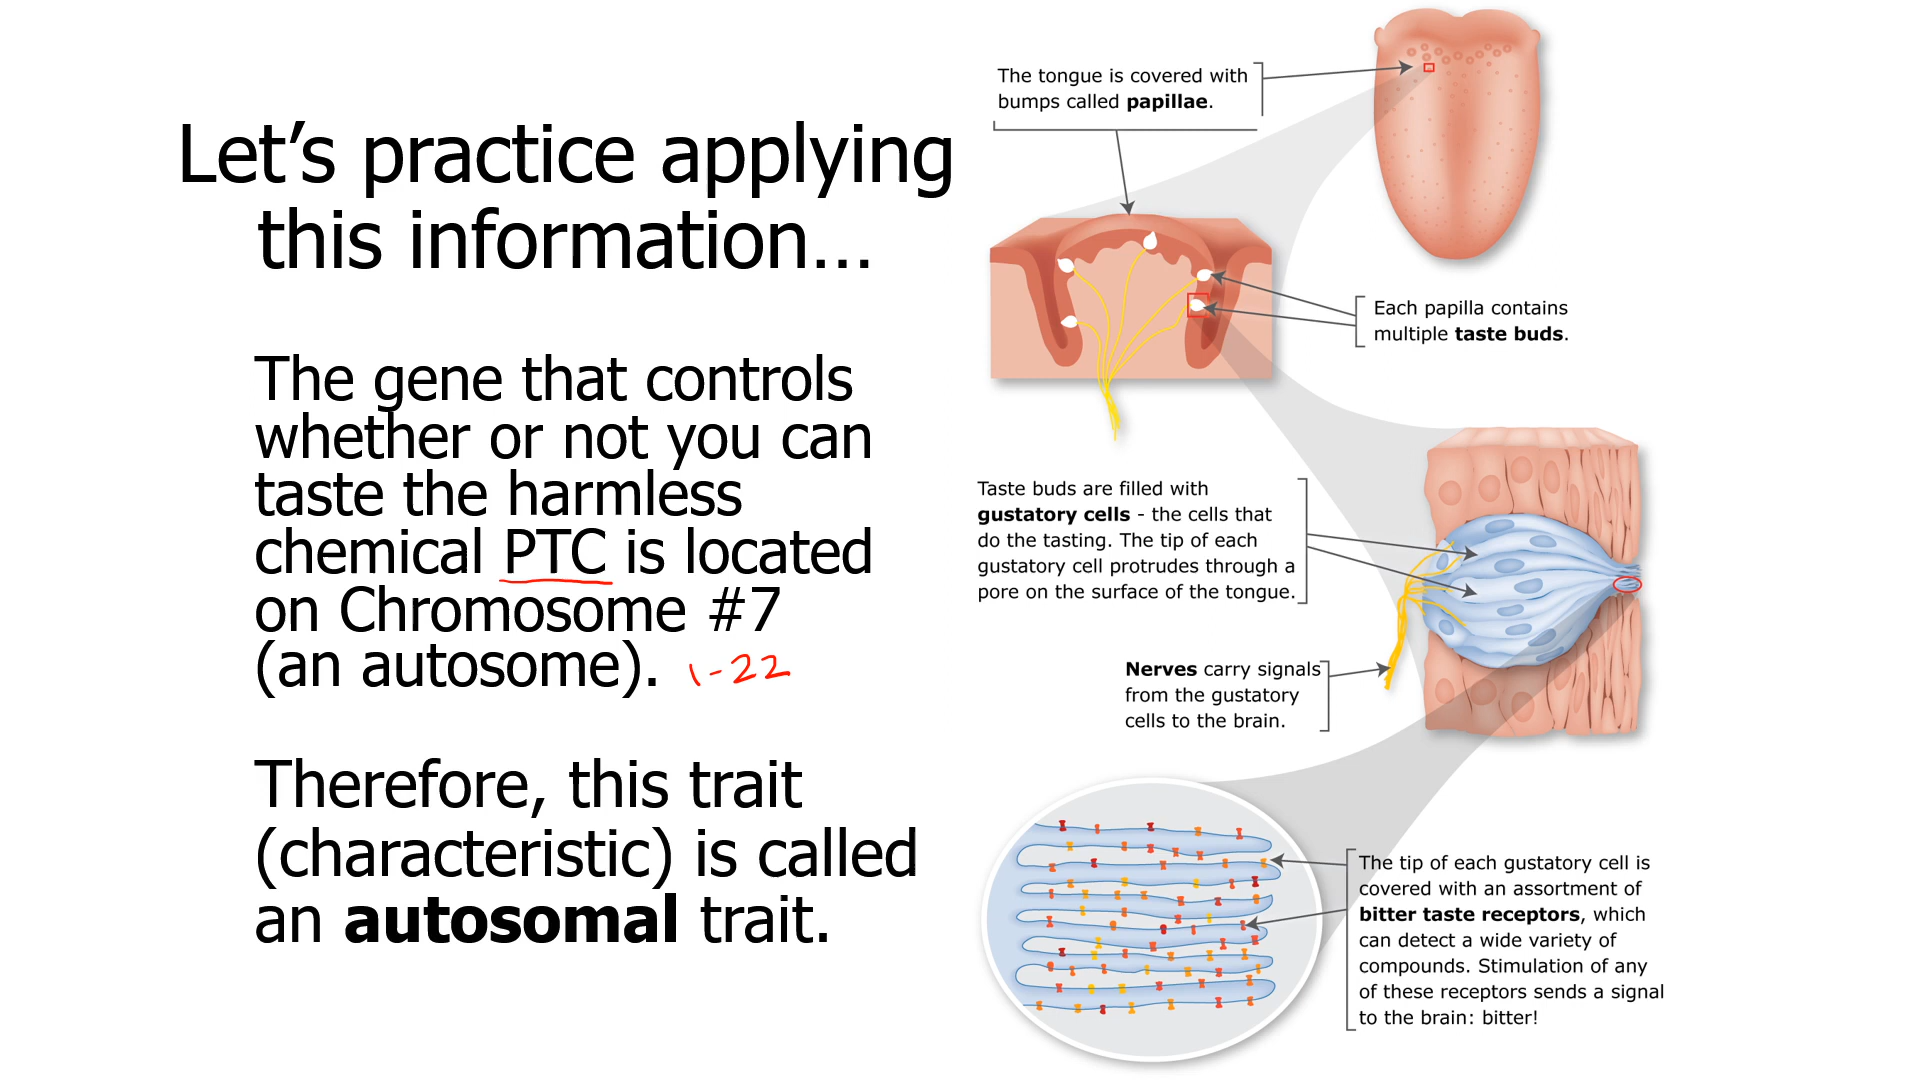 Let’s practice applying
this information…
The gene that controls
whether or not you can
taste the harmless
chemical PTC is located
on Chromosome #7
(an autosome). 1-22
Therefore, this trait
(characteristic) is called
an autosomal trait.
The tongue is covered with
bumps called papillae.
Each papilla contains
multiple taste buds.
Taste buds are filled with
gustatory cells - the cells that
do the tasting. The tip of each
gustatory cell protrudes through a
pore on the surface of the tongue.
Nerves carry signals
from the gustatory
cells to the brain.
The tip of each gustatory cell is
covered with an assortment of
bitter taste receptors, which
can detect a wide variety of
compounds. Stimulation of any
of these receptors sends a signal
to the brain: bitter!